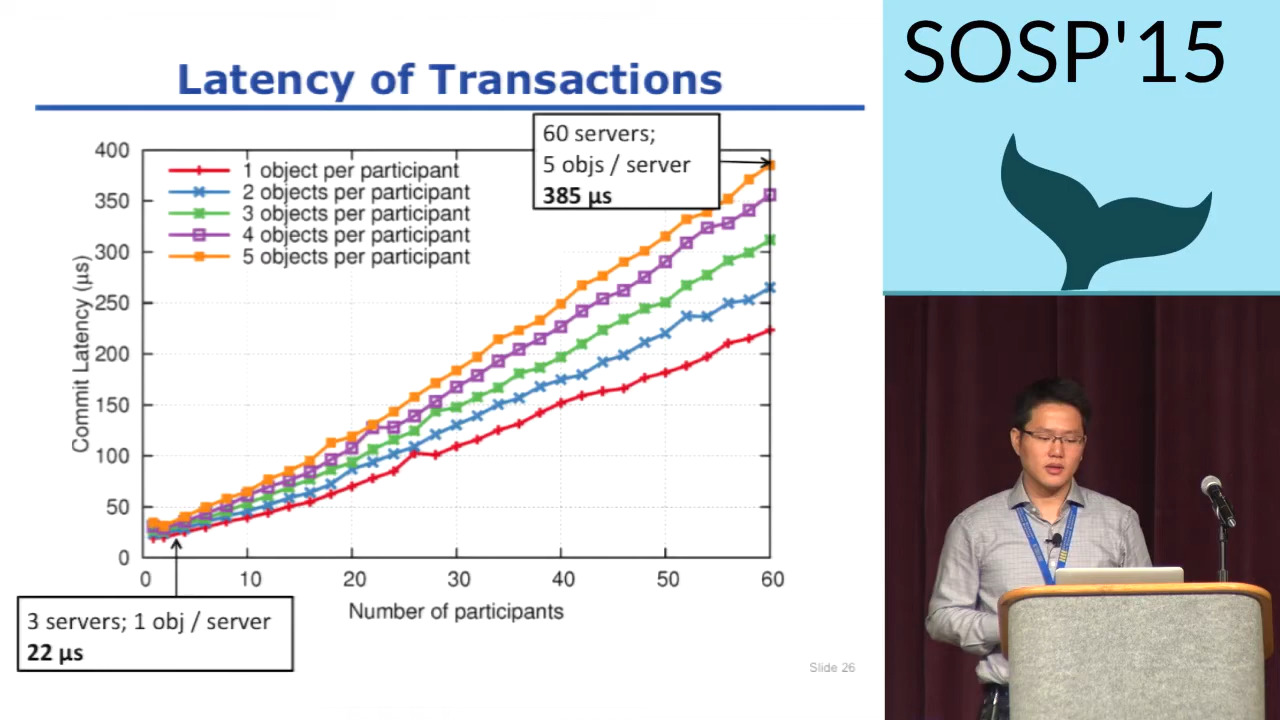 Latency of Transactions
60 servers;
5 objs / server
385 µs
1 object per participant
2 objects per participant
3 objects per participant
4 objects per participant
5 objects per participant
400
350
300
250
200
150
100
50
0
Commit Latency (µs)
0 10 20 30 40 50 60
Number of participants
3 servers; 1 obj / server
22 µs
Slide 26
SOSP'15